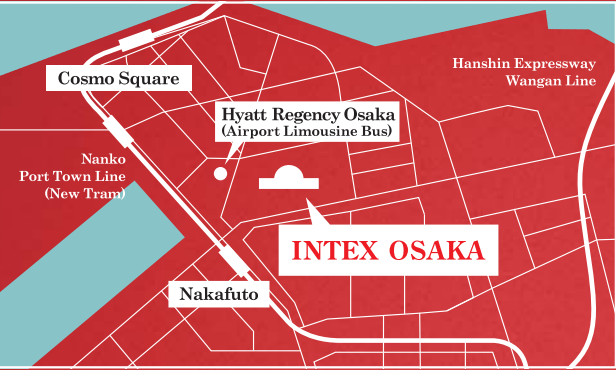 Cosmo Square
Hanshin Expressway
Wangan Line
Hyatt Regency Osaka
(Airport Limousine Bus)
Nanko
Port Town Line
(New Tram)
INTEX OSAKA
Nakafuto